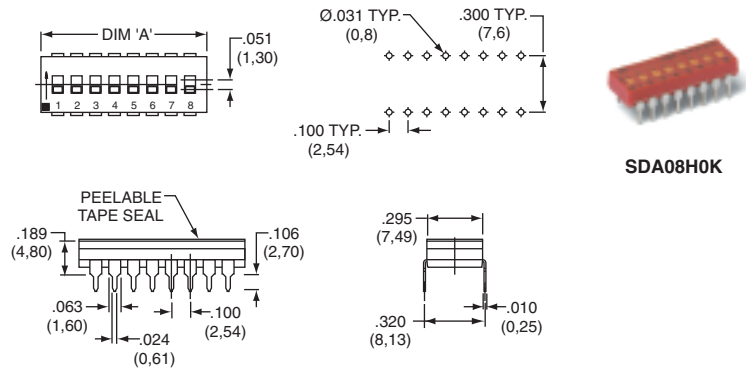 DIM 'A'
.051
(1,30)
1 2 3 4 5 6 7 8
Ø.031 TYP.
(0,8)
.300 TYP.
(7,6)
.100 TYP.
(2,54)
SDA08H0K
PEELABLE
TAPE SEAL
.189
(4,80)
.106
(2,70)
.063
(1,60)
.024
(0,61)
.100
(2,54)
.295
(7,49)
.320
(8,13)
.010
(0,25)